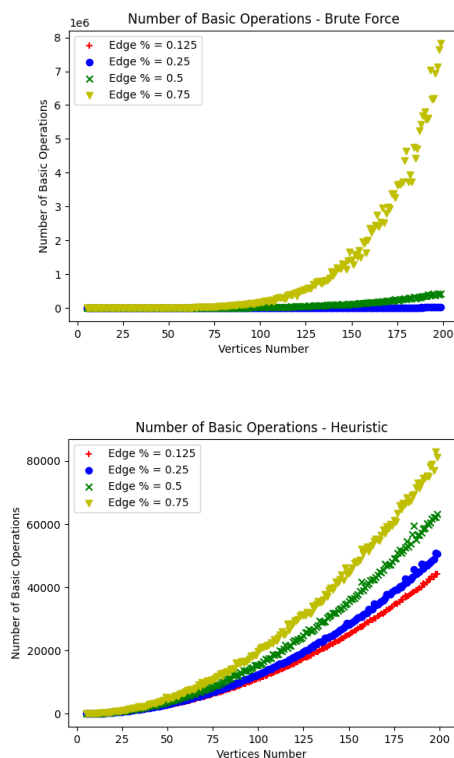 Number of Basic Operations - Brute Force
1e6
8
7
6
5
4
3
2
1
0
Number of Basic Operations
Edge % = 0.125
Edge % = 0.25
Edge % = 0.5
Edge % = 0.75
0 25 50 75 100 125 150 175 200
Vertices Number
Number of Basic Operations - Heuristic
80000
60000
40000
20000
0
Number of Basic Operations
Edge % = 0.125
Edge % = 0.25
Edge % = 0.5
Edge % = 0.75
0 25 50 75 100 125 150 175 200
Vertices Number